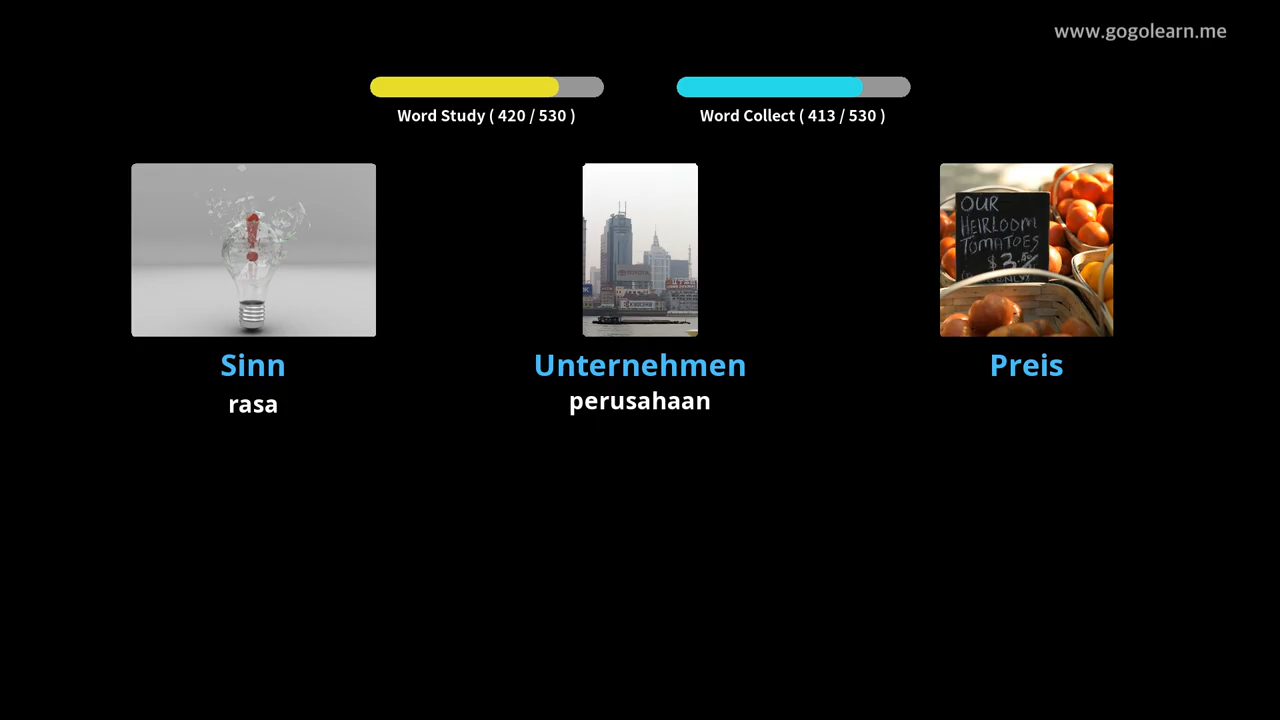 www.gogolearn.me
Word Study ( 420 / 530 )
Word Collect ( 413 / 530 )
OUR
HEIRLOOM
TOMATOES
TOYOTA
Sinn
Unternehmen
Preis
rasa
perusahaan